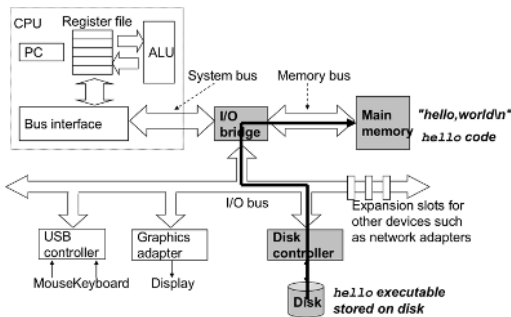 CPU
Register file
PC
ALU
System bus
Memory bus
Bus interface
I/O
bridge
Main
memory
"hello,world\n"
hello code
I/O bus
Expansion slots for
other devices such
as network adapters
USB
controller
Graphics
adapter
Disk
controller
MouseKeyboard
Display
Disk
hello executable
stored on disk